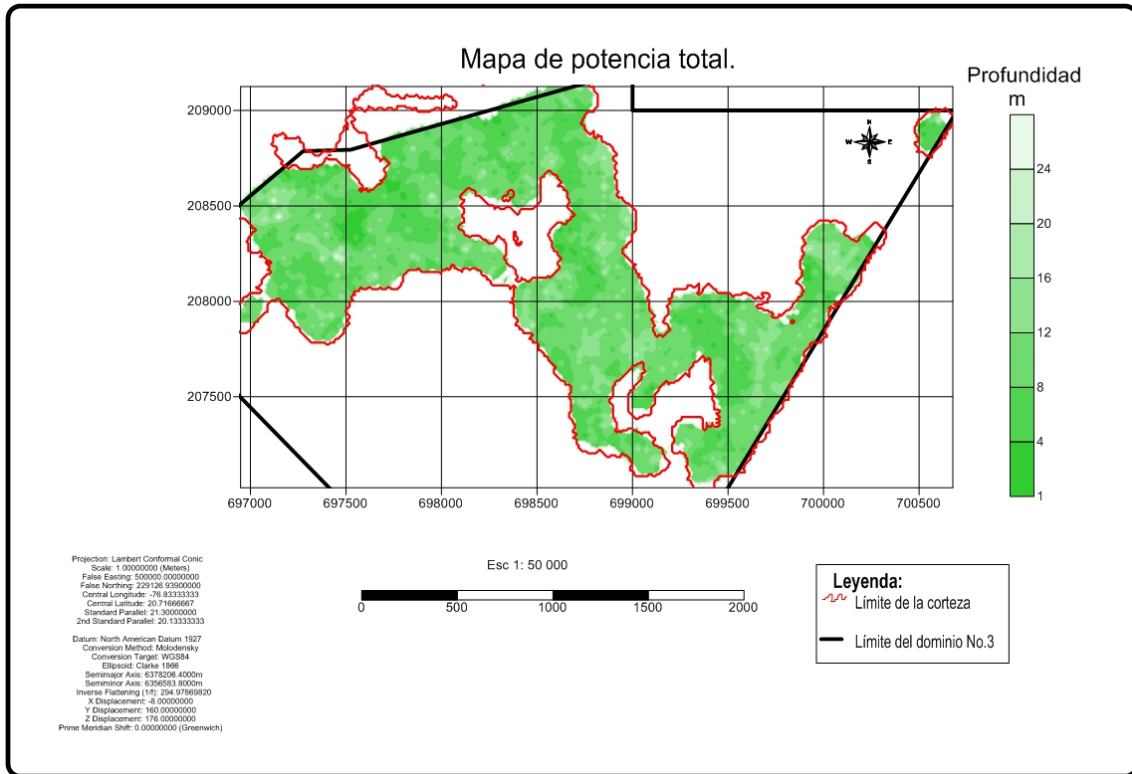 Mapa de potencia total.
Profundidad
m
209000
208500
208000
207500
697000 697500 698000 698500 699000 699500 700000 700500
N
W E
S
24
20
16
12
8
4
1
Projection: Lambert Conformal Conic
Scale: 1.00000000 (Meters)
False Easting: 500000.00000000
False Northing: 229126.93900000
Central Longitude: -76.83333333
Central Latitude: 20.71666667
Standard Parallel: 21.30000000
2nd Standard Parallel: 20.13333333
Datum: North American Datum 1927
Conversion Method: Molodensky
Conversion Target: WGS84
Ellipsoid: Clarke 1866
Semimajor Axis: 6378206.4000m
Semiminor Axis: 6356583.8000m
Inverse Flattening (1/f): 294.97869820
X Displacement: -8.00000000
Y Displacement: 160.00000000
Z Displacement: 176.00000000
Prime Meridian Shift: 0.00000000 (Greenwich)
Esc 1: 50 000
0 500 1000 1500 2000
Leyenda:
Límite de la corteza
Límite del dominio No.3